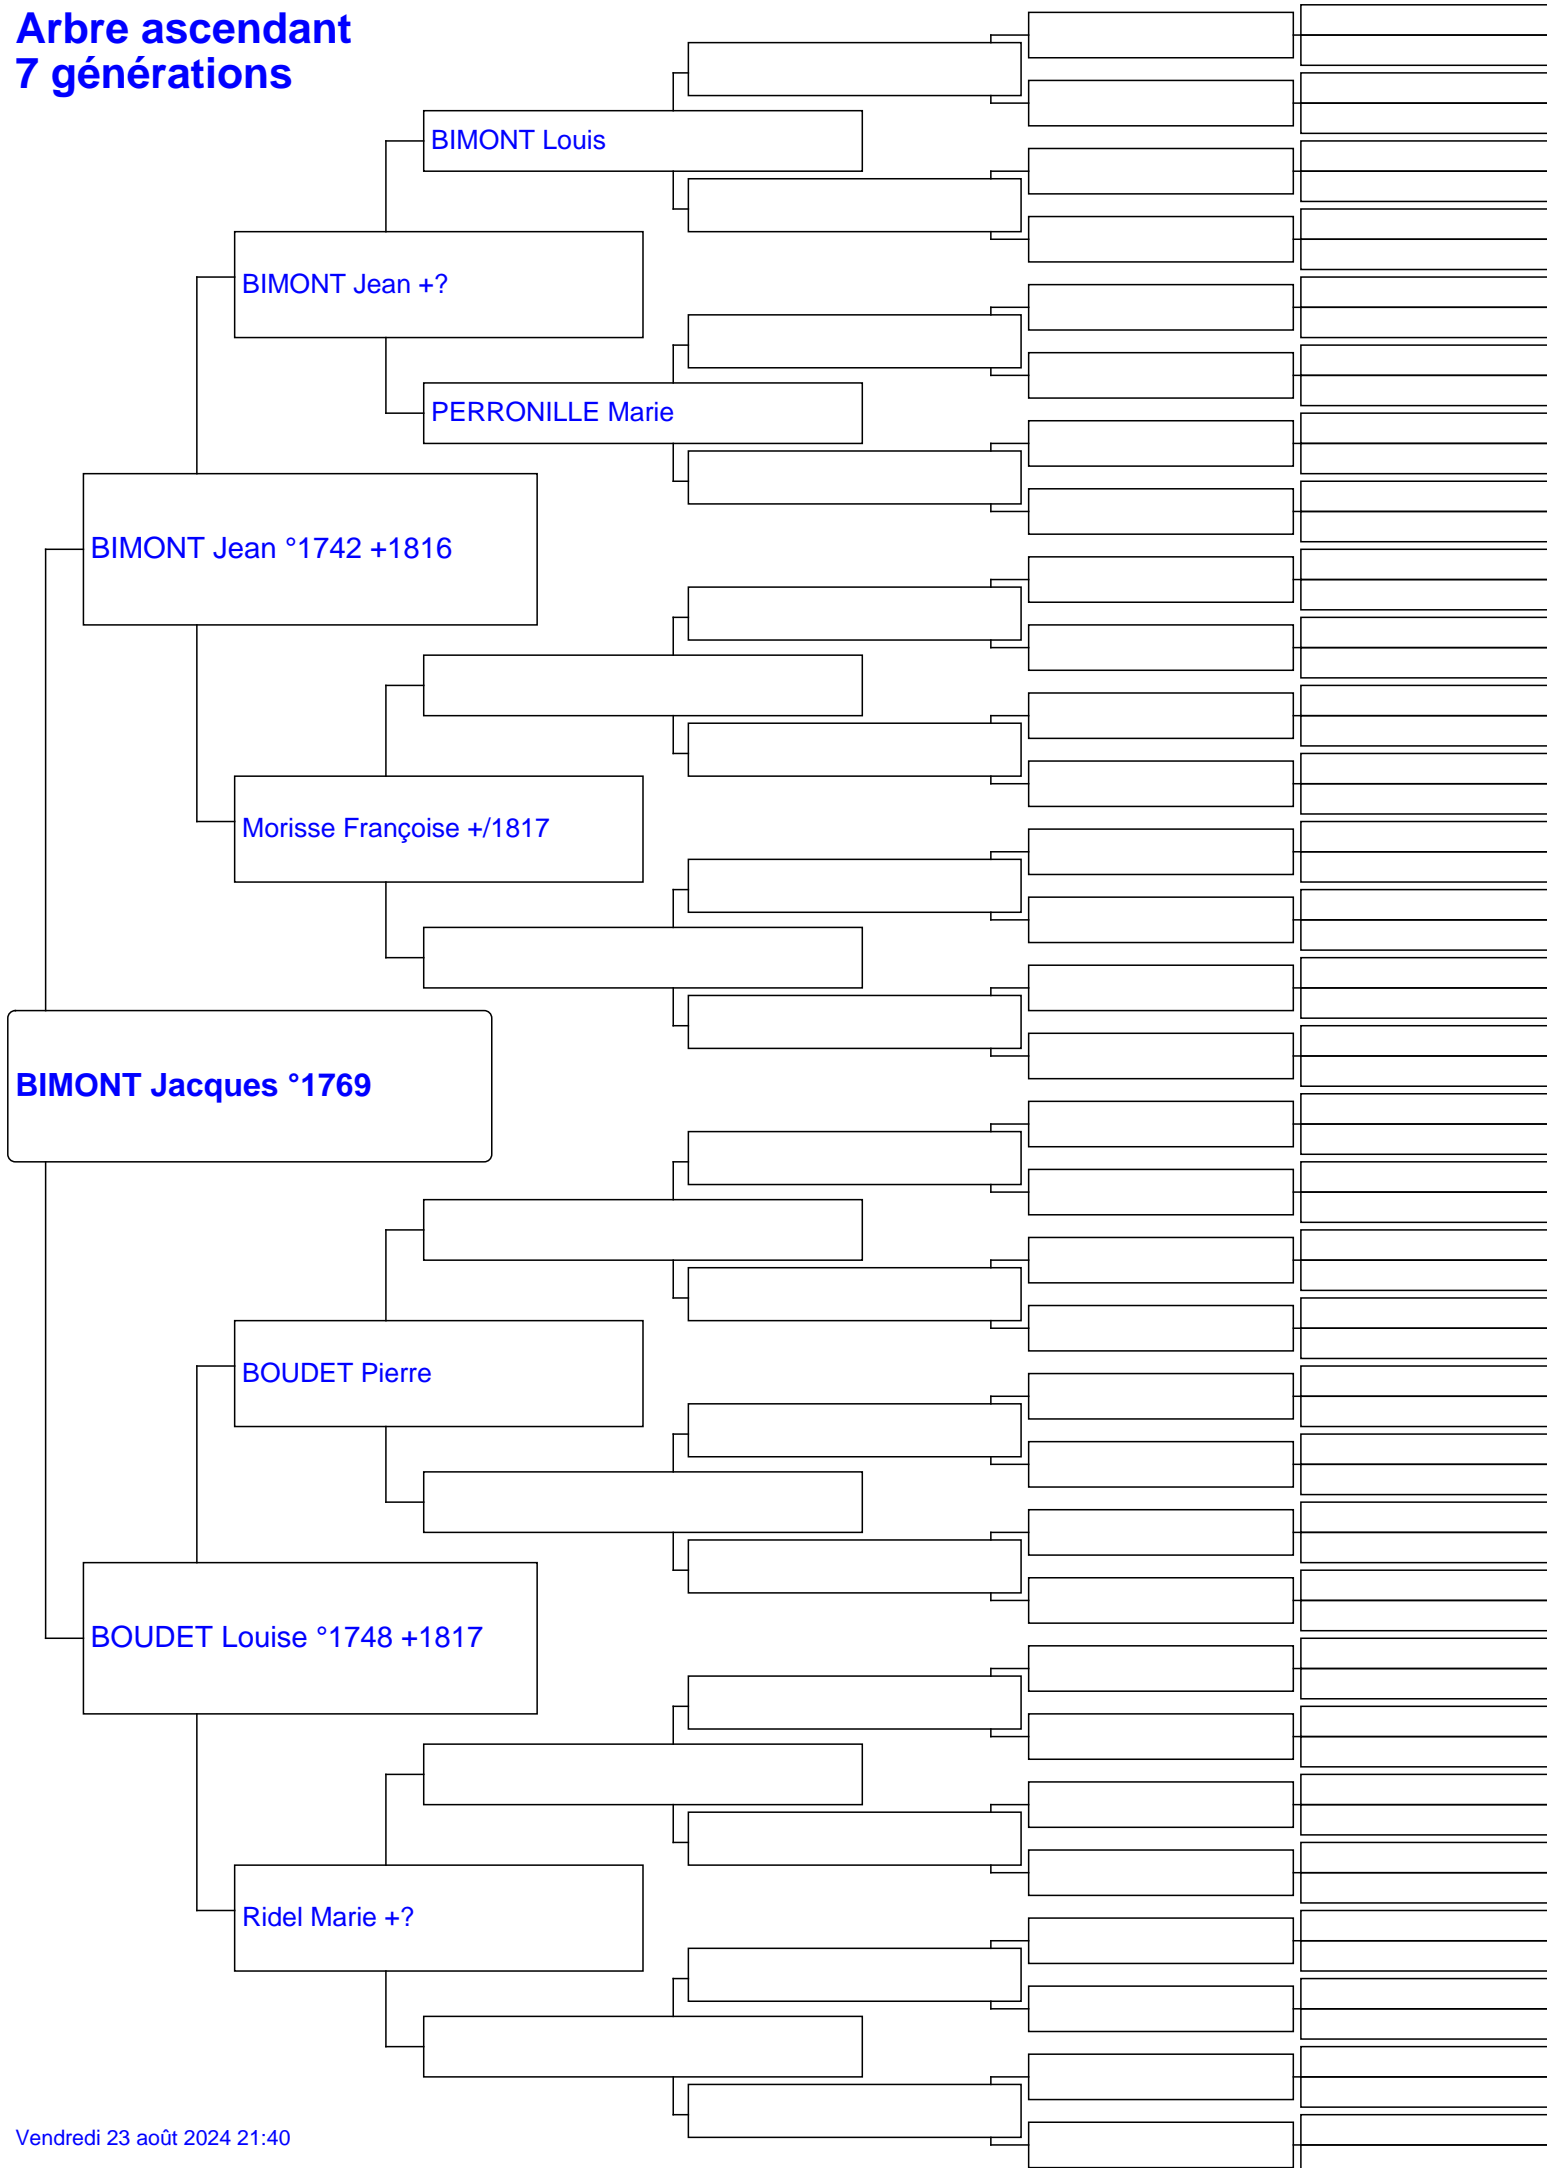 Arbre ascendant
7 générations
BIMONT Louis
BIMONT Jean +?
PERRONILLE Marie
BIMONT Jean °1742 +1816
Morisse Françoise +/1817
BIMONT Jacques °1769
BOUDET Pierre
BOUDET Louise °1748 +1817
Ridel Marie +?
Vendredi 23 août 2024 21:40